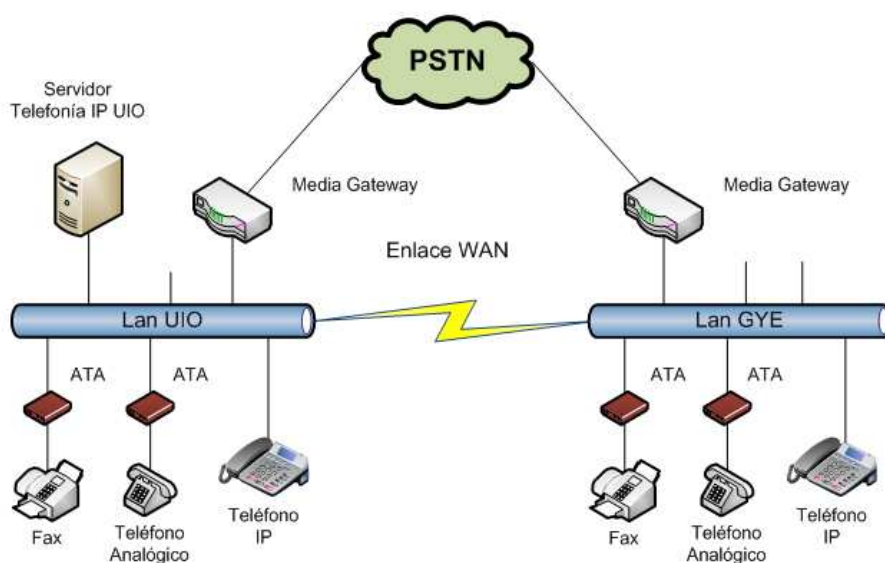 PSTN
Servidor
Telefonía IP UIO
Media Gateway
Media Gateway
Enlace WAN
Lan UIO
Lan GYE
ATA
ATA
ATA
ATA
Fax
Teléfono
Analógico
Teléfono
IP
Fax
Teléfono
Analógico
Teléfono
IP